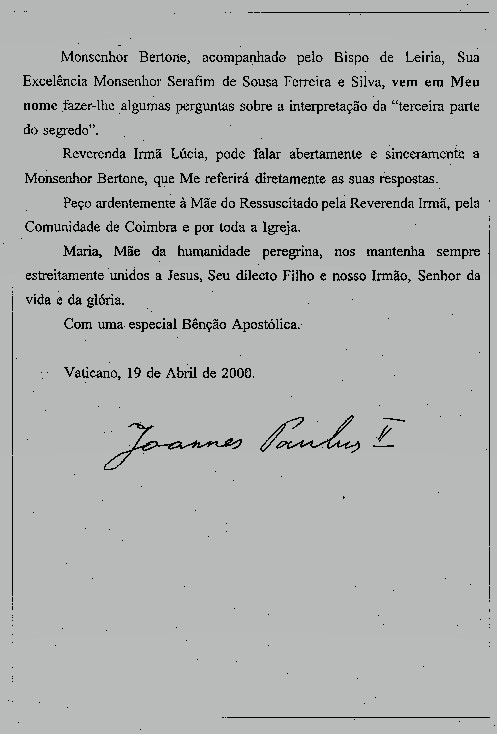 Monsenhor Bertone, acompanhado pelo Bispo de Leiria, Sua
Excelência Monsenhor Serafim de Sousa Ferreira e Silva, vem em Meu
nome fazer-lhe algumas perguntas sobre a interpretação da “terceira parte
do segredo”.
Reverenda Irmã Lúcia, pode falar abertamente e sinceramente a
Monsenhor Bertone, que Me referirá diretamente as suas respostas.
Peço ardentemente à Mãe do Ressuscitado pela Reverenda Irmã, pela
Comunidade de Coimbra e por toda a Igreja.
Maria, Mãe da humanidade peregrina, nos mantenha sempre
estreitamente unidos a Jesus, Seu dilecto Filho e nosso Irmão, Senhor da
vida e da glória.
Com uma especial Bênção Apostólica.
Vaticano, 19 de Abril de 2000.
Joannes Paulus II